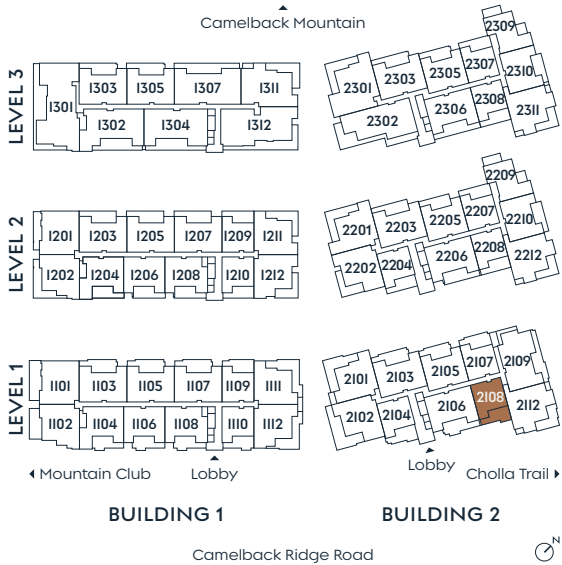 Camelback Mountain
LEVEL 3
1301 1303 1305 1307 1311
1302 1304 1312
2301 2303 2305 2307 2309 2310
2302 2306 2308 2311
LEVEL 2
1201 1203 1205 1207 1209 1211
1202 1204 1206 1208 1210 1212
2201 2203 2205 2207 2209 2210
2202 2204 2206 2208 2212
LEVEL 1
1101 1103 1105 1107 1109 1111
1102 1104 1106 1108 1110 1112
2101 2103 2105 2107 2109
2102 2104 2106 2108 2112
Mountain Club Lobby
Lobby Cholla Trail
BUILDING 1 BUILDING 2
Camelback Ridge Road
N